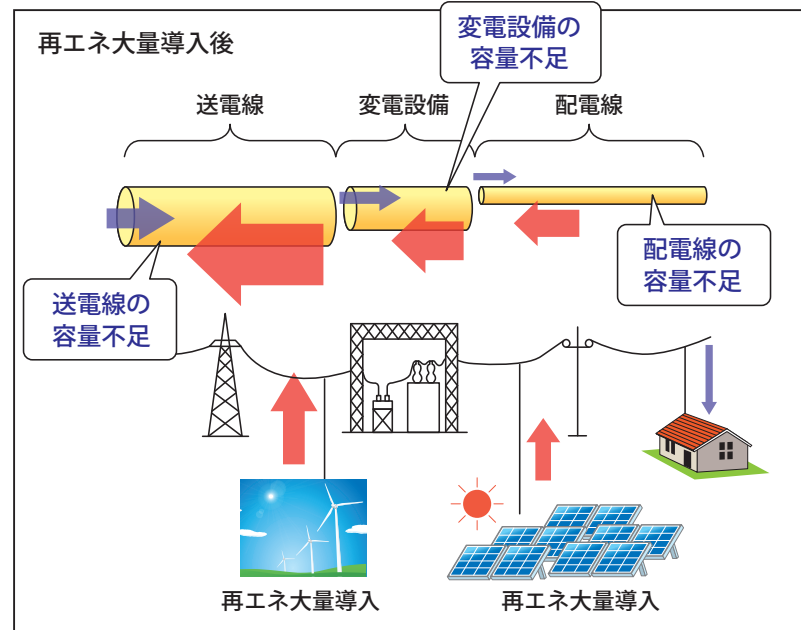 再エネ大量導入後
変電設備の
容量不足
送電線
変電設備
配電線
送電線の
容量不足
配電線の
容量不足
再エネ大量導入
再エネ大量導入